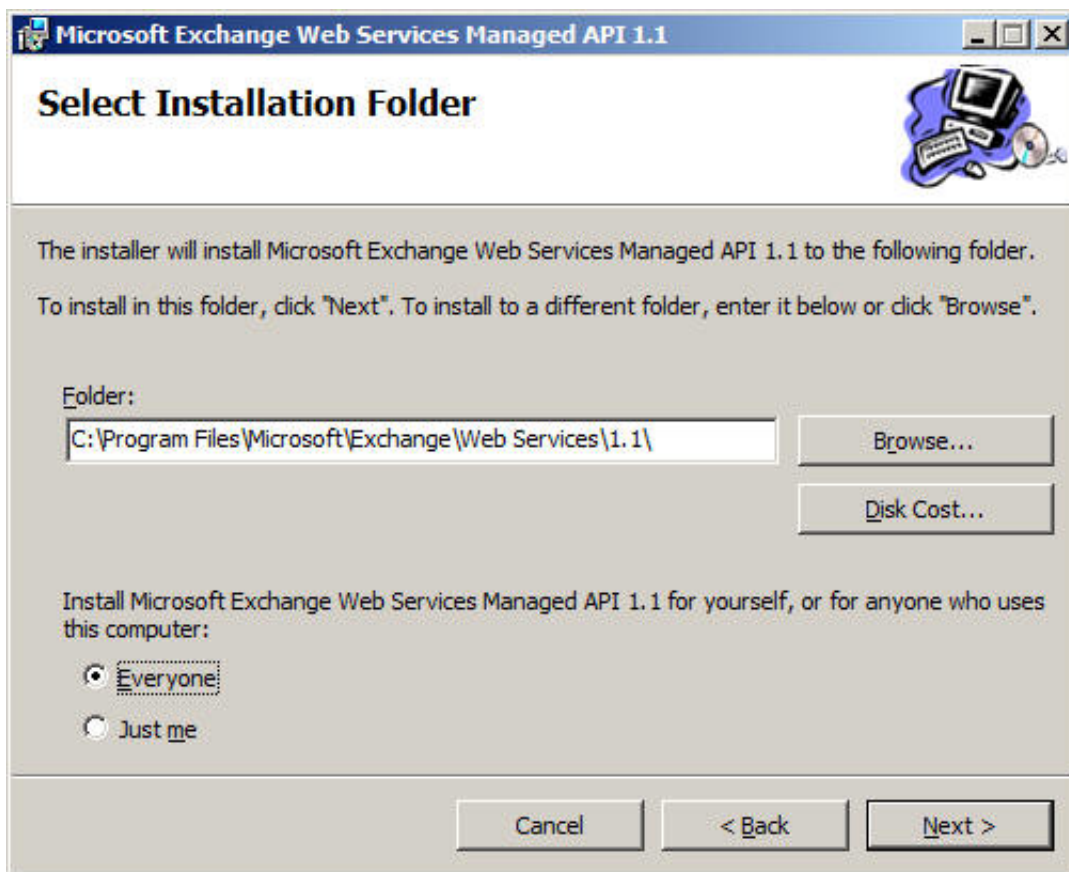 Microsoft Exchange Web Services Managed API 1.1
Select Installation Folder
The installer will install Microsoft Exchange Web Services Managed API 1.1 to the following folder.
To install in this folder, click "Next". To install to a different folder, enter it below or click "Browse".
Folder:
C:\Program Files\Microsoft\Exchange\Web Services\1.1\
Browse...
Disk Cost...
Install Microsoft Exchange Web Services Managed API 1.1 for yourself, or for anyone who uses
this computer:
Everyone
Just me
Cancel
< Back
Next >